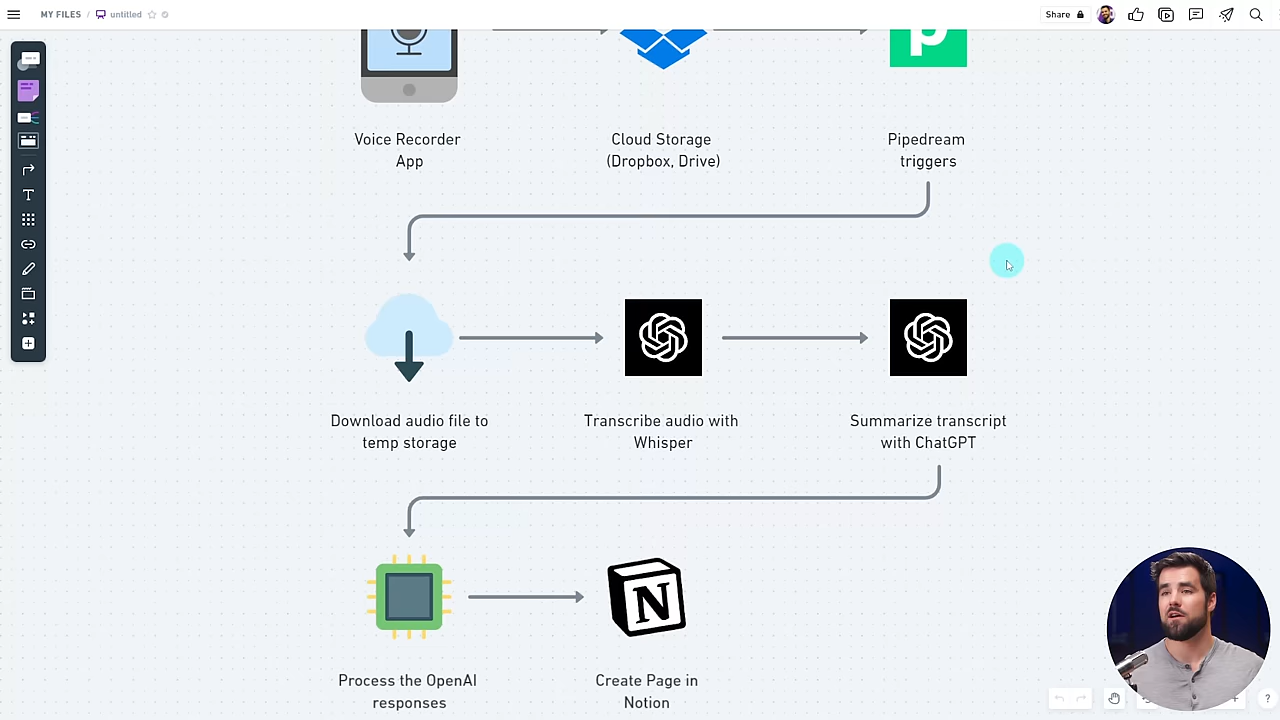 MY FILES / untitled
Share
Voice Recorder
App
Cloud Storage
(Dropbox, Drive)
Pipedream
triggers
Download audio file to
temp storage
Transcribe audio with
Whisper
Summarize transcript
with ChatGPT
N
Process the OpenAI
responses
Create Page in
Notion